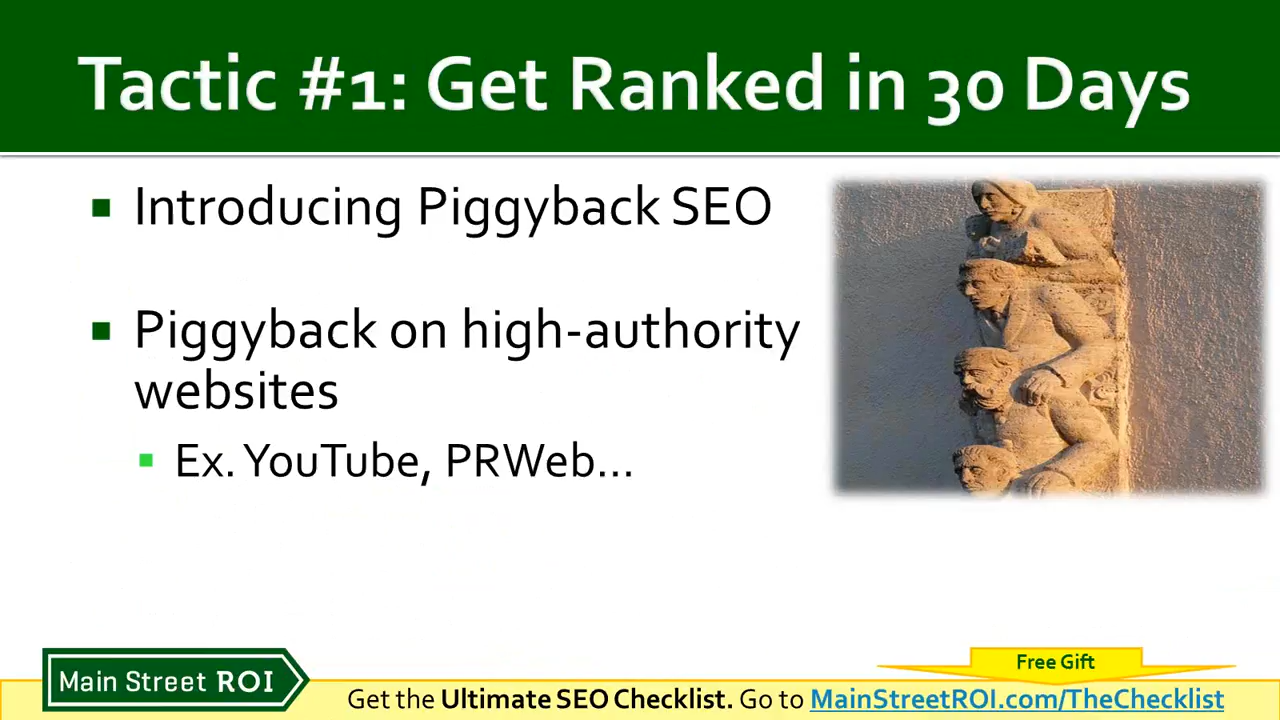 Tactic #1: Get Ranked in 30 Days
Introducing Piggyback SEO
Piggyback on high-authority
websites
Ex. YouTube, PRWeb...
Main Street ROI
Free Gift
Get the Ultimate SEO Checklist. Go to MainStreetROI.com/TheChecklist